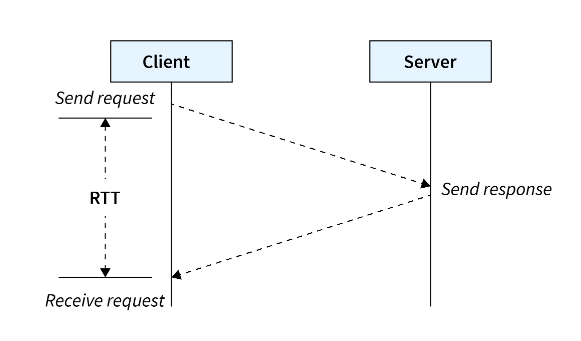 Client
Server
Send request
RTT
Send response
Receive request